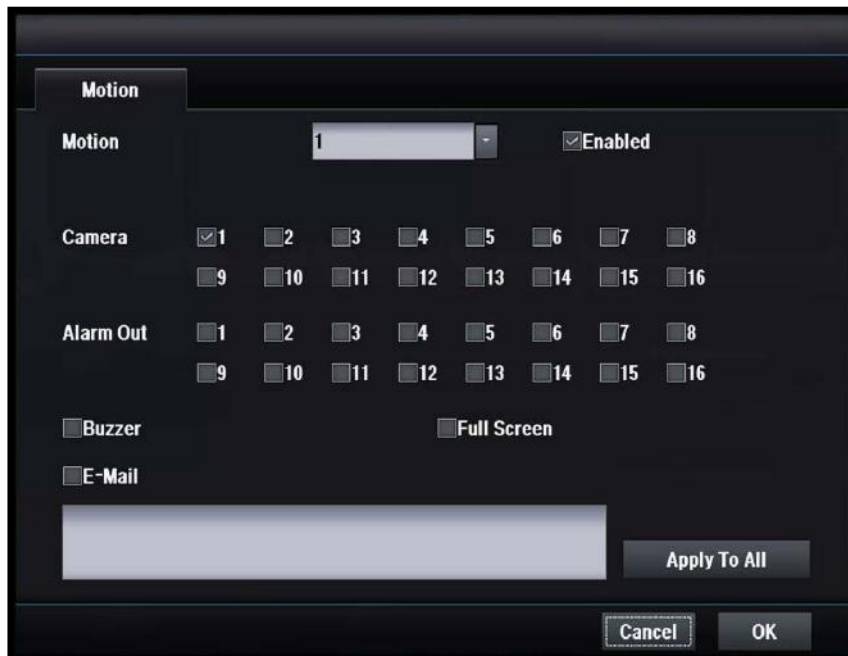 Motion
Motion 1 Enabled
Camera 1 2 3 4 5 6 7 8
9 10 11 12 13 14 15 16
Alarm Out 1 2 3 4 5 6 7 8
9 10 11 12 13 14 15 16
Buzzer Full Screen
E-Mail
Apply To All
Cancel OK